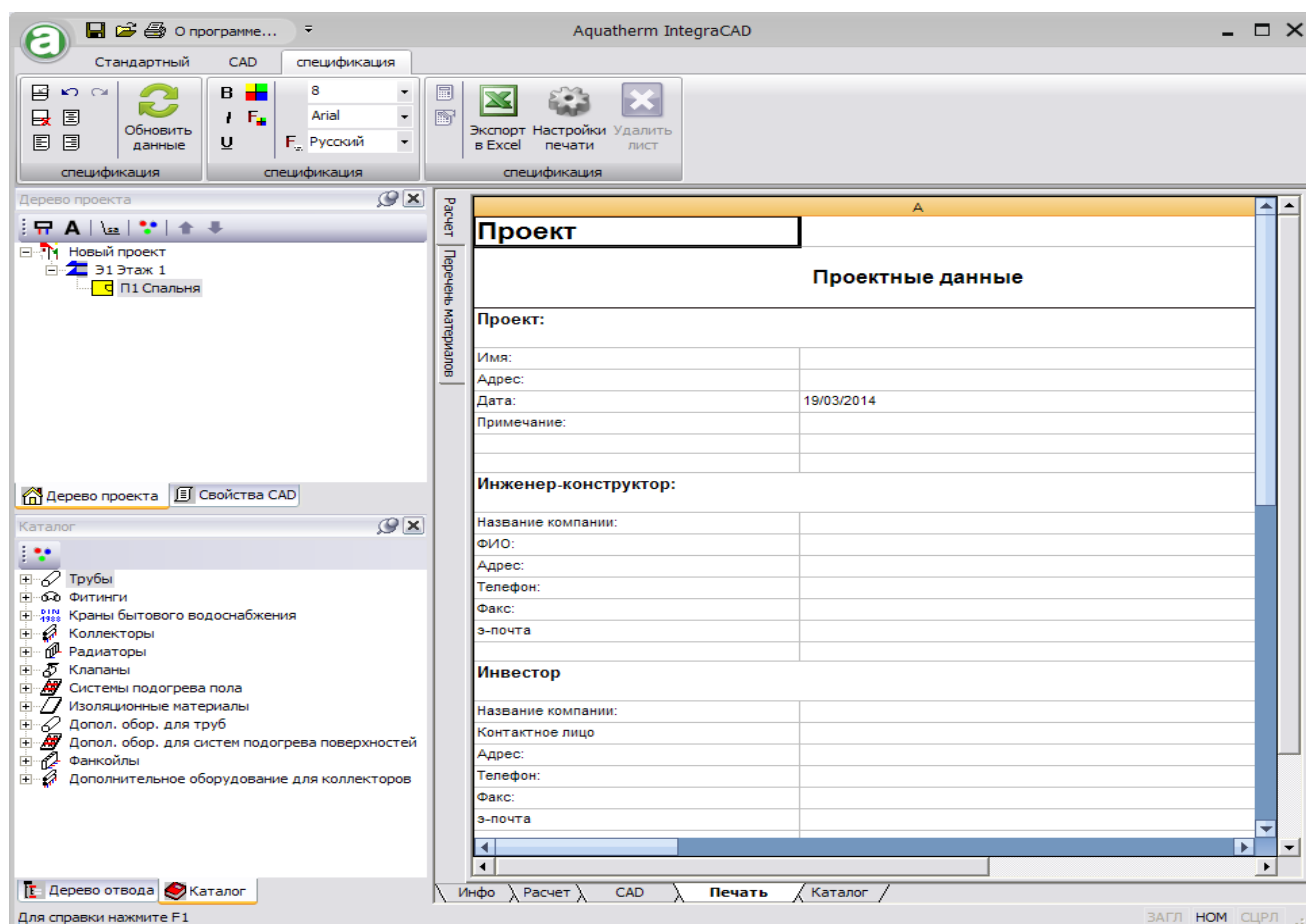 О программе...
Aquatherm IntegraCAD
Стандартный
CAD
спецификация
Обновить
данные
B
I
U
F
F
8
Arial
Русский
Экспорт
в Excel
Настройки
печати
Удалить
лист
спецификация
спецификация
спецификация
Дерево проекта
A
Новый проект
Э1 Этаж 1
П1 Спальня
Дерево проекта
Свойства CAD
Каталог
Трубы
Фитинги
DIN
1988
Краны бытового водоснабжения
Коллекторы
Радиаторы
Клапаны
Системы подогрева пола
Изоляционные материалы
Допол. обор. для труб
Допол. обор. для систем подогрева поверхностей
Фанкойлы
Дополнительное оборудование для коллекторов
Дерево отвода
Каталог
Расчет
Перечень материалов
A
Проект
Проектные данные
Проект:
Имя:
Адрес:
Дата: 19/03/2014
Примечание:
Инженер-конструктор:
Название компании:
ФИО:
Адрес:
Телефон:
Факс:
э-почта
Инвестор
Название компании:
Контактное лицо
Адрес:
Телефон:
Факс:
э-почта
Инфо
Расчет
CAD
Печать
Каталог
Для справки нажмите F1
ЗАГЛ НОМ СЦРЛ